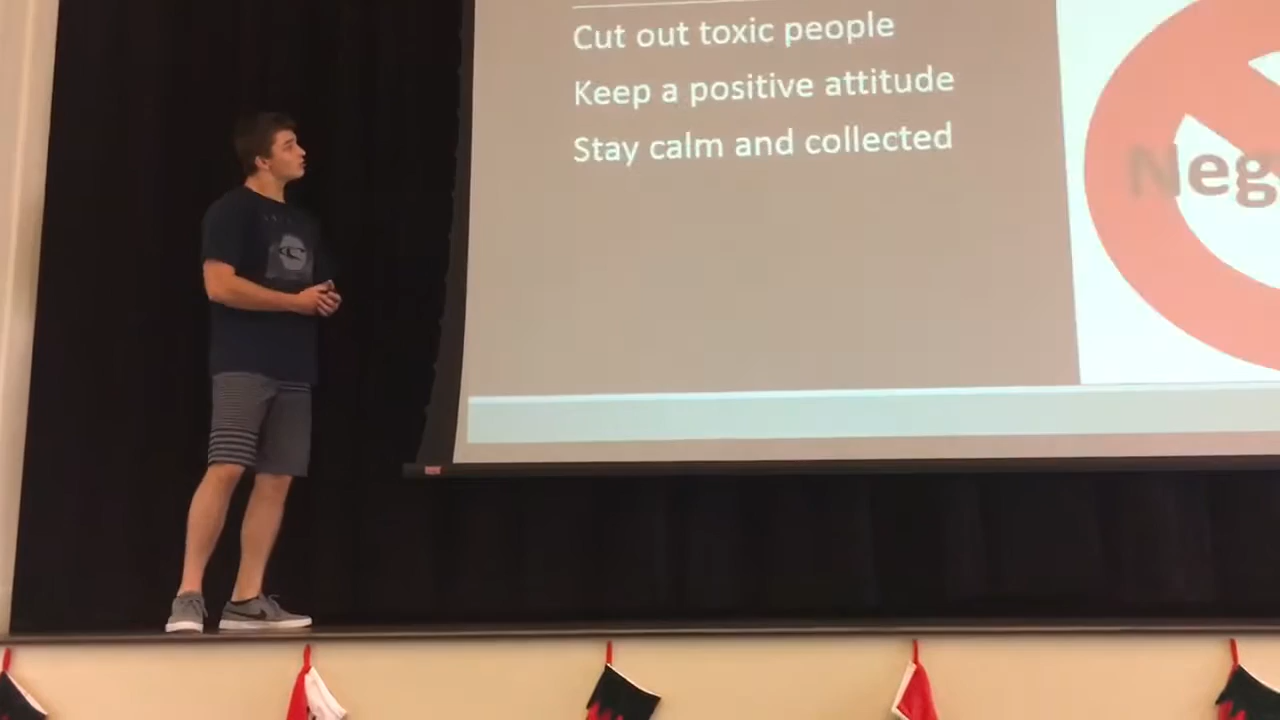 Cut out toxic people
Keep a positive attitude
Stay calm and collected
Neg